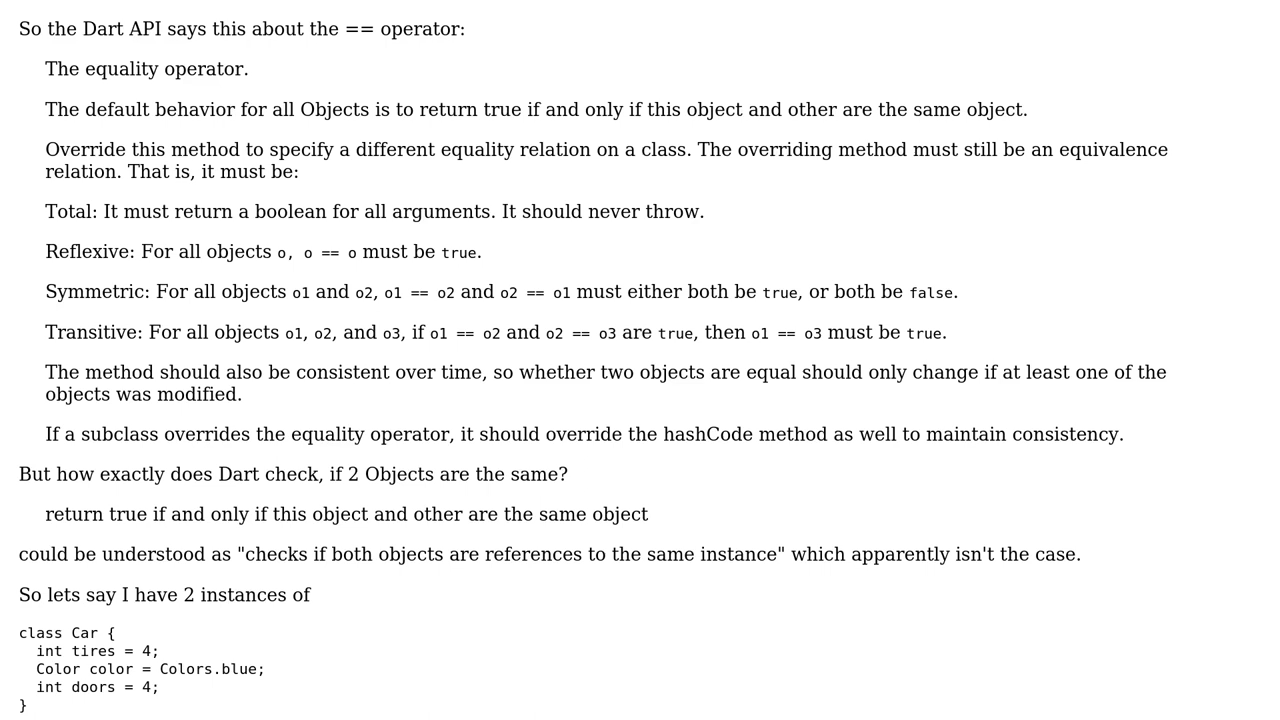 So the Dart API says this about the == operator:
The equality operator.
The default behavior for all Objects is to return true if and only if this object and other are the same object.
Override this method to specify a different equality relation on a class. The overriding method must still be an equivalence
relation. That is, it must be:
Total: It must return a boolean for all arguments. It should never throw.
Reflexive: For all objects o, o == o must be true.
Symmetric: For all objects o1 and o2, o1 == o2 and o2 == o1 must either both be true, or both be false.
Transitive: For all objects o1, o2, and o3, if o1 == o2 and o2 == o3 are true, then o1 == o3 must be true.
The method should also be consistent over time, so whether two objects are equal should only change if at least one of the
objects was modified.
If a subclass overrides the equality operator, it should override the hashCode method as well to maintain consistency.
But how exactly does Dart check, if 2 Objects are the same?
return true if and only if this object and other are the same object
could be understood as "checks if both objects are references to the same instance" which apparently isn't the case.
So lets say I have 2 instances of
class Car {
  int tires = 4;
  Color color = Colors.blue;
  int doors = 4;
}